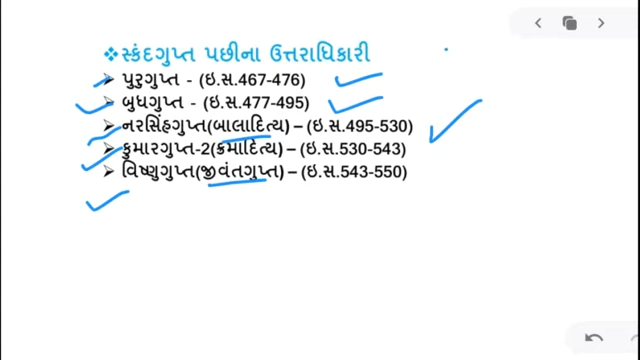 ❖સ્કંદગુપ્ત પછીના ઉત્તરાધિકારી
➢ પુરુગુપ્ત - (ઇ.સ.467-476)
➢ બુધગુપ્ત - (ઇ.સ.477-495)
➢ નરસિંહગુપ્ત(બાલાદિત્ય) – (ઇ.સ.495-530)
➢ કુમારગુપ્ત-2(ક્રમાદિત્ય) – (ઇ.સ.530-543)
➢ વિષ્ણુગુપ્ત(જીવંતગુપ્ત) – (ઇ.સ.543-550)